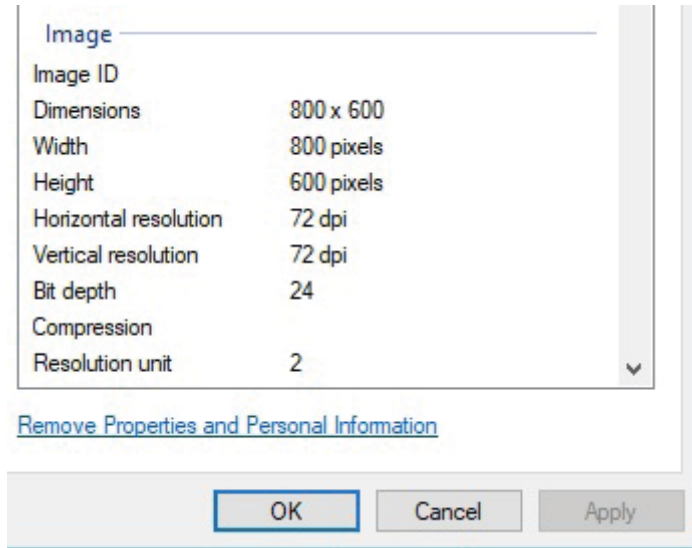 Image
Image ID
Dimensions 800 x 600
Width 800 pixels
Height 600 pixels
Horizontal resolution 72 dpi
Vertical resolution 72 dpi
Bit depth 24
Compression
Resolution unit 2
Remove Properties and Personal Information
OK Cancel Apply